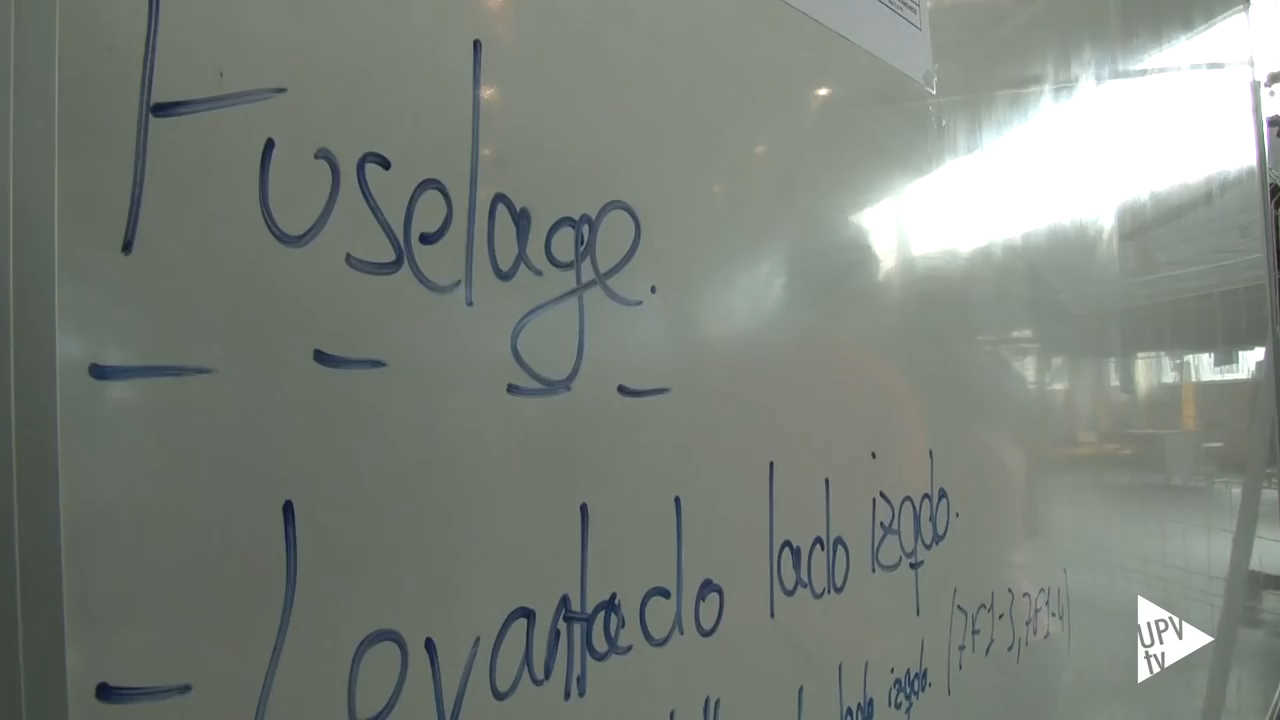 Fuselage.
- Levantado lado izqdo.
lado izqdo. (7F1-3, 7F1-4)
UPV
tv